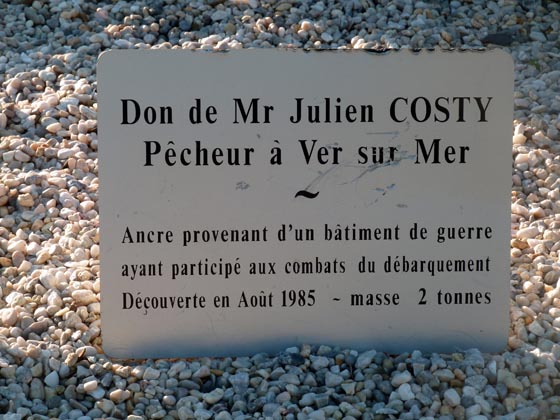 Don de Mr Julien COSTY
Pêcheur à Ver sur Mer
~
Ancre provenant d'un bâtiment de guerre
ayant participé aux combats du débarquement
Déçouverte en Août 1985 ~ masse 2 tonnes